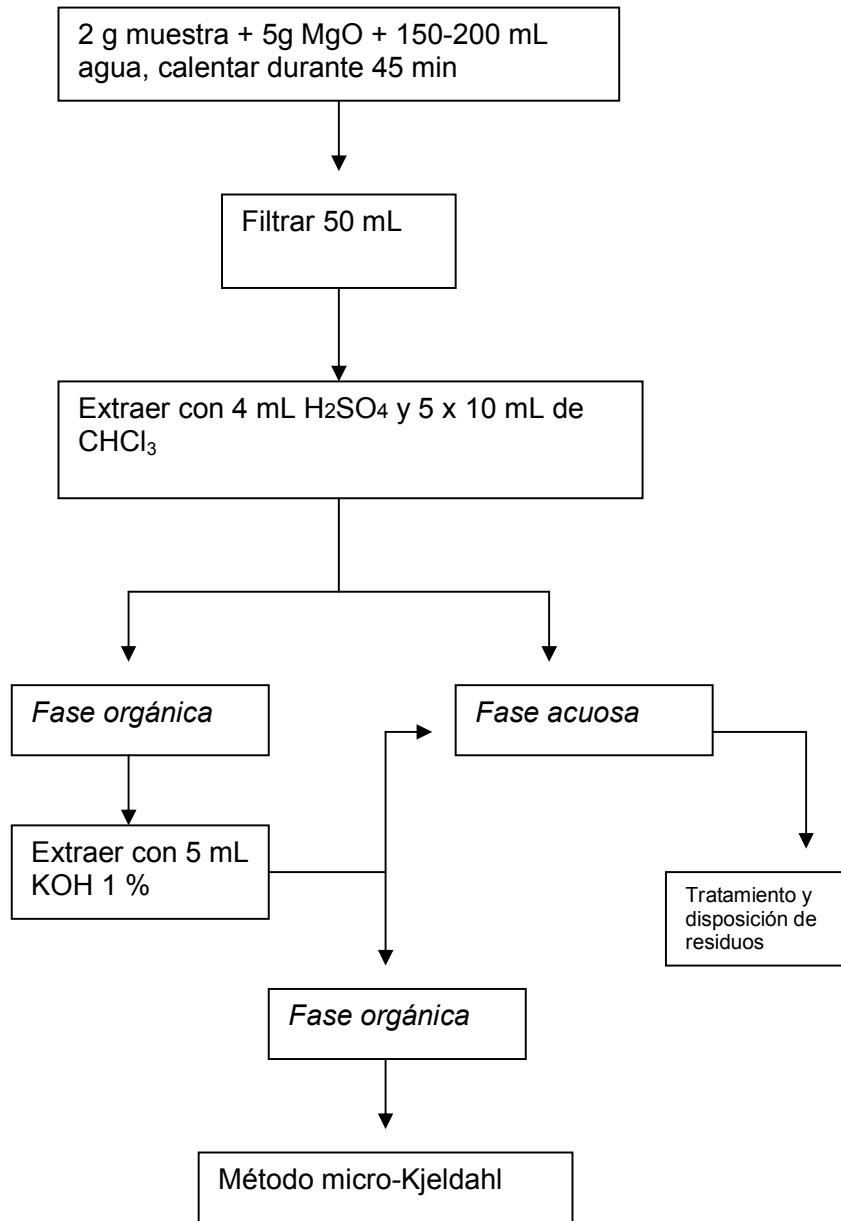 2 g muestra + 5g MgO + 150-200 mL
agua, calentar durante 45 min
Filtrar 50 mL
Extraer con 4 mL H2SO4 y 5 x 10 mL de
CHCl3
Fase orgánica
Fase acuosa
Extraer con 5 mL
KOH 1 %
Tratamiento y
disposición de
residuos
Fase orgánica
Método micro-Kjeldahl